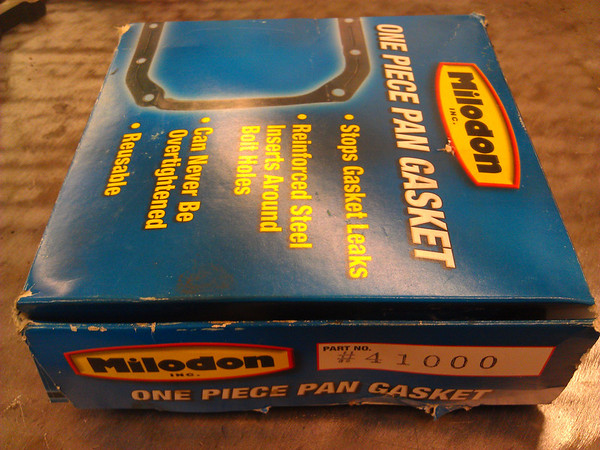 Milodon
INC.
ONE PIECE PAN GASKET
• Stops Gasket Leaks
• Reinforced Steel
Inserts Around
Bolt Holes
• Can Never Be
Overtightened
• Reusable
Milodon
INC.
PART NO.
#41000
ONE PIECE PAN GASKET